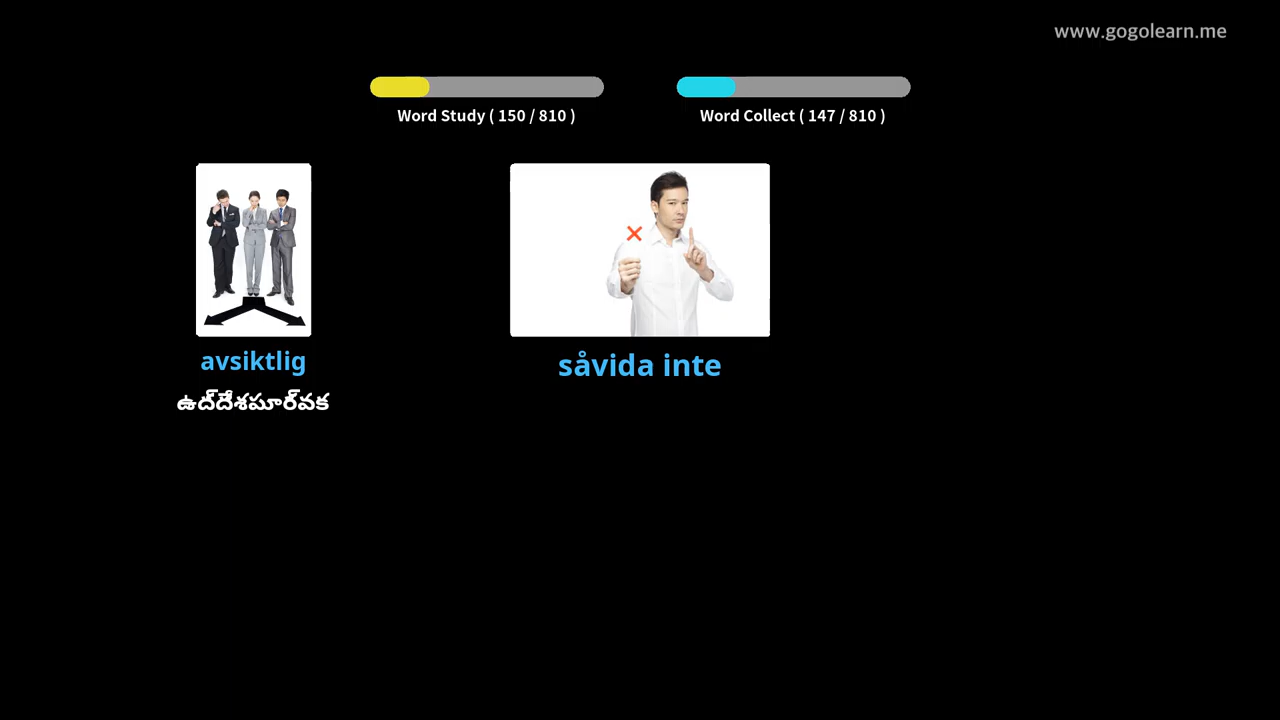 www.gogolearn.me
Word Study ( 150 / 810 )
Word Collect ( 147 / 810 )
avsiktlig
såvida inte
ఉద్దేశపూర్వక